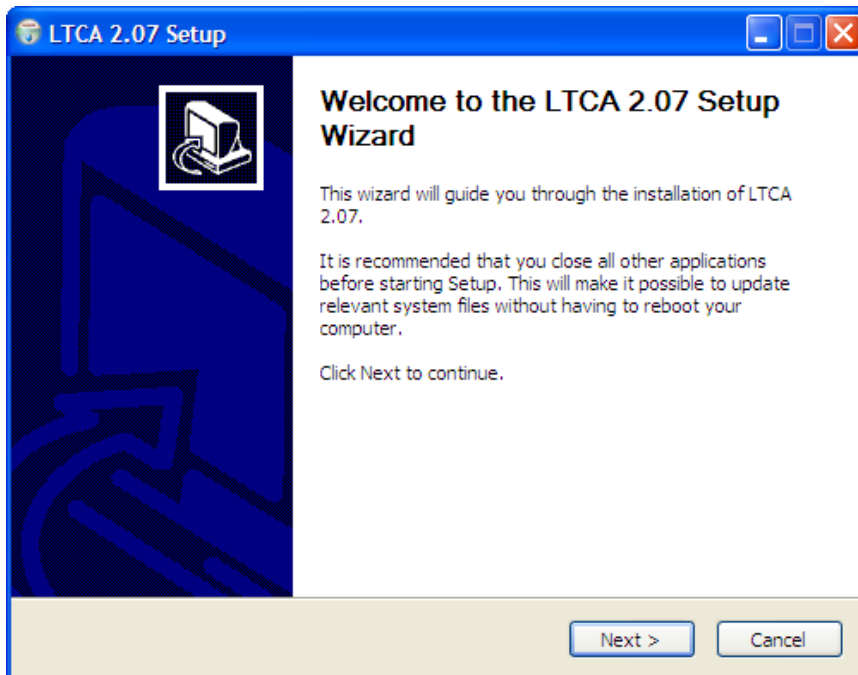 LTCA 2.07 Setup
Welcome to the LTCA 2.07 Setup
Wizard
This wizard will guide you through the installation of LTCA
2.07.
It is recommended that you close all other applications
before starting Setup. This will make it possible to update
relevant system files without having to reboot your
computer.
Click Next to continue.
Next >
Cancel